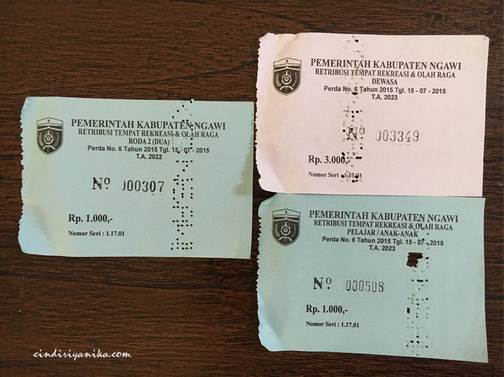 PEMERINTAH KABUPATEN NGAWI
RETRIBUSI TEMPAT REKREASI & OLAH RAGA
RODA 2 (DUA)
Perda No. 6 Tahun 2015 Tgl. 15 - 07 - 2015
T.A. 2022
Nº 000307
Rp. 1.000,-
Nomor Seri : 1.17.01
PEMERINTAH KABUPATEN NGAWI
RETRIBUSI TEMPAT REKREASI & OLAH RAGA
DEWASA
Perda No. 6 Tahun 2015 Tgl. 15 - 07 - 2015
T.A. 2023
Nº 003349
Rp. 3.000,-
Nomor Seri :
PEMERINTAH KABUPATEN NGAWI
RETRIBUSI TEMPAT REKREASI & OLAH RAGA
PELAJAR / ANAK-ANAK
Perda No. 6 Tahun 2015 Tgl. 15 - 07 - 2015
T.A. 2023
Nº 000508
Rp. 1.000,-
Nomor Seri : 1.17.01
cindiriyanika.com